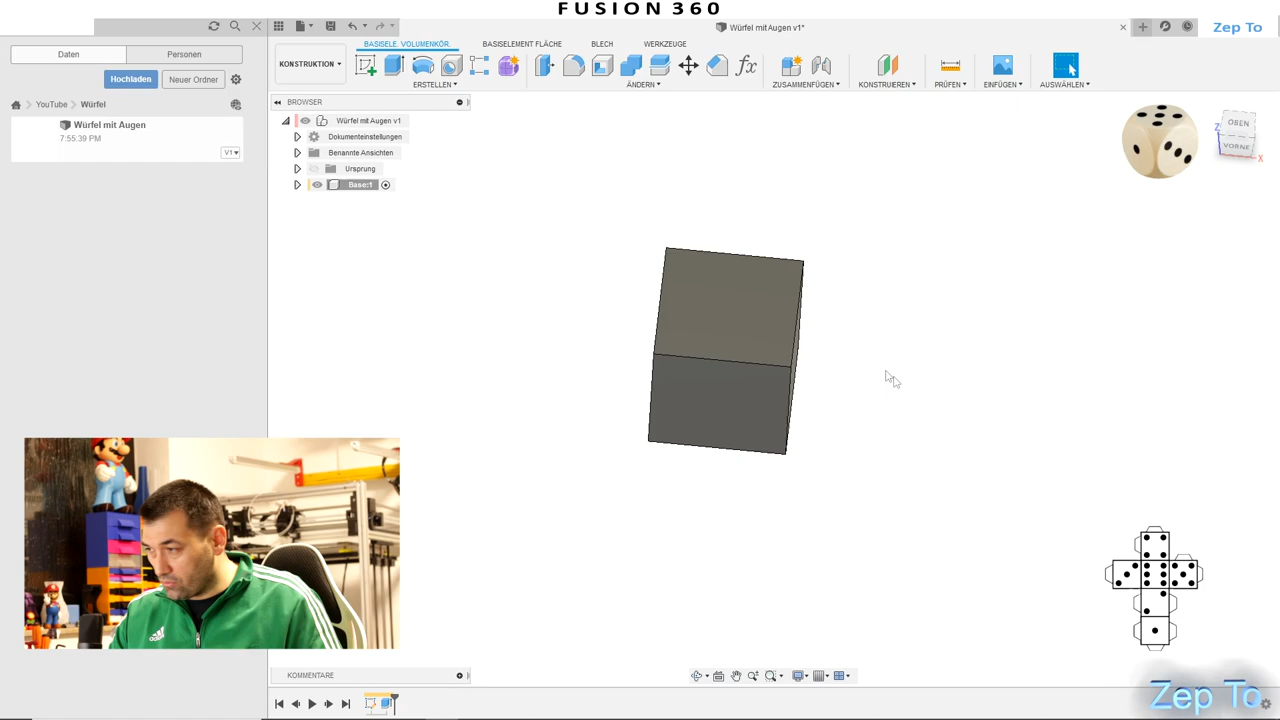 FUSION 360
Würfel mit Augen v1*
Zep To
BASISELE. VOLUMENKÖR.
BASISELEMENT FLÄCHE
BLECH
WERKZEUGE
Daten
Personen
KONSTRUKTION
Hochladen
Neuer Ordner
ERSTELLEN
ÄNDERN
ZUSAMMENFÜGEN
KONSTRUIEREN
PRÜFEN
EINFÜGEN
AUSWÄHLEN
YouTube
Würfel
BROWSER
Würfel mit Augen
7:55:39 PM
V1
Würfel mit Augen v1
Dokumenteinstellungen
Benannte Ansichten
Ursprung
Base:1
OBEN
VORNE
Z
X
KOMMENTARE
Zep To